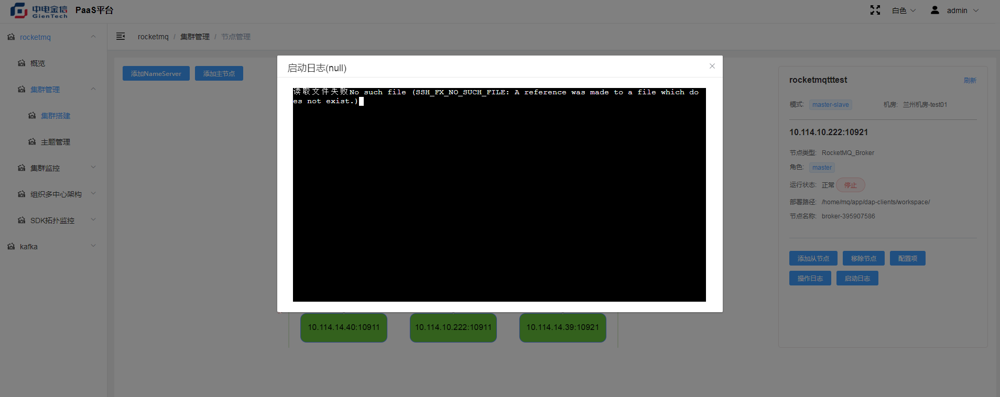 中电金信
GienTech
PaaS平台
白色
admin
rocketmq
概览
集群管理
集群搭建
主题管理
集群监控
组织多中心架构
SDK拓扑监控
kafka
rocketmq / 集群管理 / 节点管理
添加NameServer
添加主节点
启动日志(null)
读取文件失败No such file (SSH_FX_NO_SUCH_FILE: A reference was made to a file which do
es not exist.)
10.114.14.40:10911
10.114.10.222:10911
10.114.14.39:10921
rocketmqtttest
刷新
模式: master-slave
机房: 兰州机房-test01
10.114.10.222:10921
节点类型: RocketMQ_Broker
角色: master
运行状态: 正常 停止
部署路径: /home/mq/app/dap-clients/workspace/
节点名称: broker-395907586
添加从节点
移除节点
配置项
操作日志
启动日志